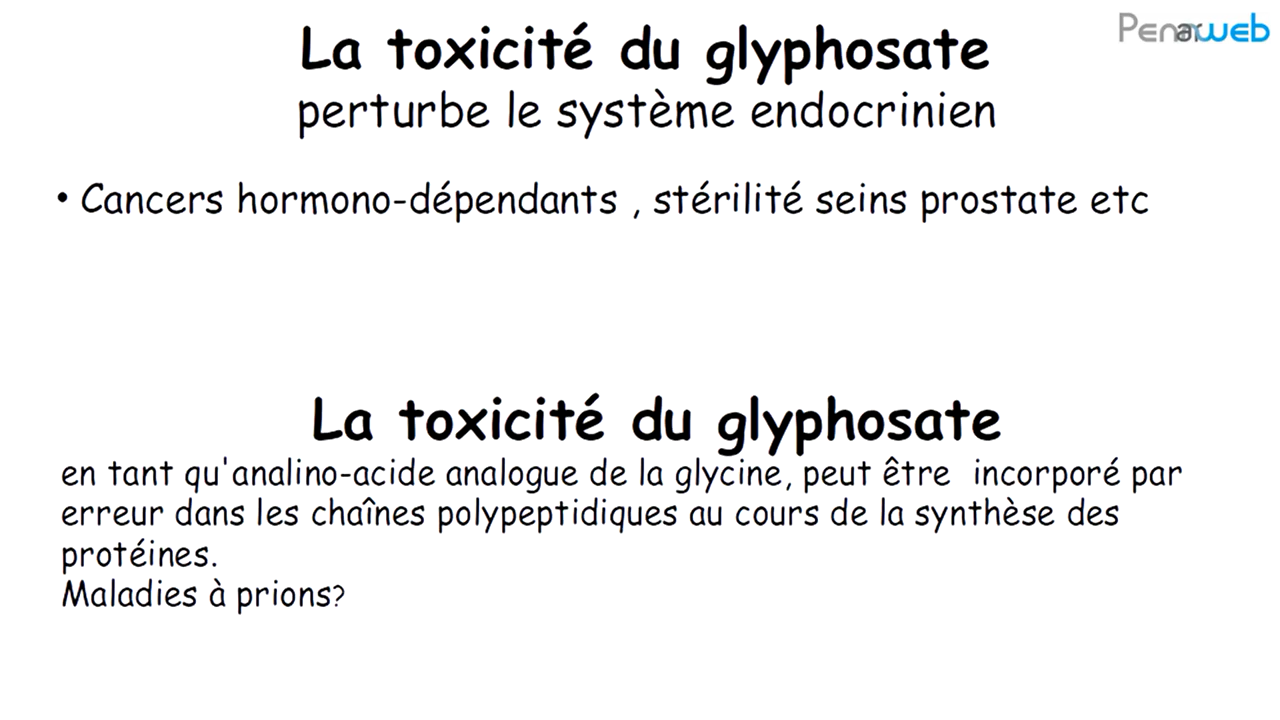 Penarweb
La toxicité du glyphosate
perturbe le système endocrinien
• Cancers hormono-dépendants , stérilité seins prostate etc
La toxicité du glyphosate
en tant qu'analino-acide analogue de la glycine, peut être incorporé par
erreur dans les chaînes polypeptidiques au cours de la synthèse des
protéines.
Maladies à prions?